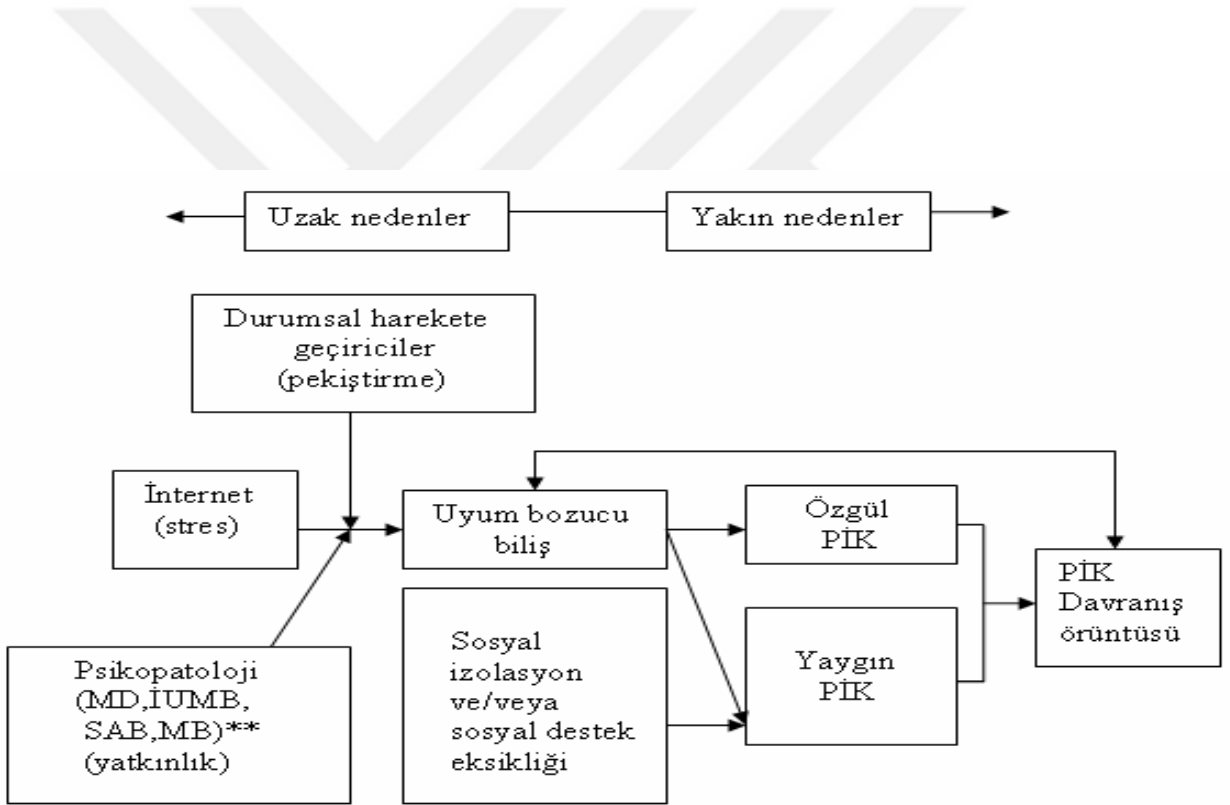 Uzak nedenler
Yakın nedenler
Durumsal harekete
geçiriciler
(pekiştirme)
İnternet
(stres)
Uyum bozucu
biliş
Özgül
PİK
PİK
Davranış
örüntüsü
Psikopatoloji
(MD,İUMB,
SAB,MB)**
(yatkınlık)
Sosyal
izolasyon
ve/veya
sosyal destek
eksikliği
Yaygın
PİK